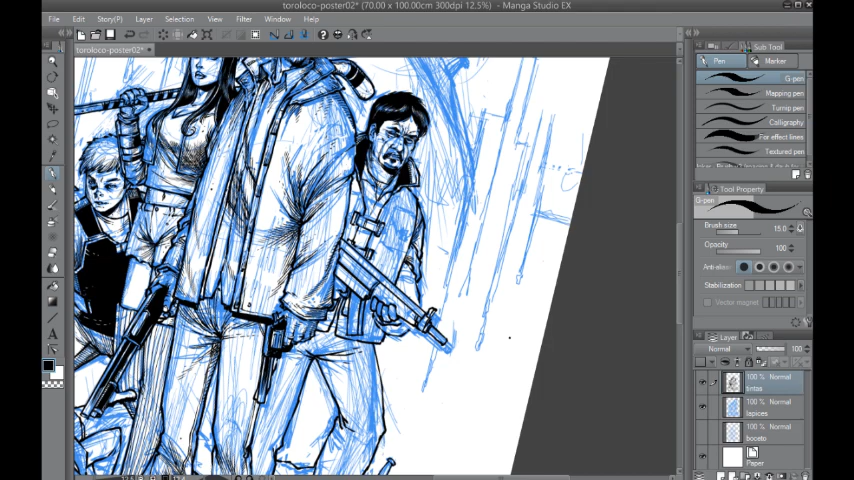 toroloco-poster02* (70.00 x 100.00cm 300dpi 12.5%) - Manga Studio EX
File Edit Story(P) Layer Selection View Filter Window Help
toroloco-poster02*
Sub Tool
Pen Marker
G-pen
Mapping pen
Turnip pen
Calligraphy
For effect lines
Textured pen
Tool Property
G-pen
Brush size 15.0
Opacity 100
Anti-alias
Stabilization
Vector magnet
Layer
Normal 100
100 % Normal
tintas
100 % Normal
lapices
100 % Normal
boceto
Paper